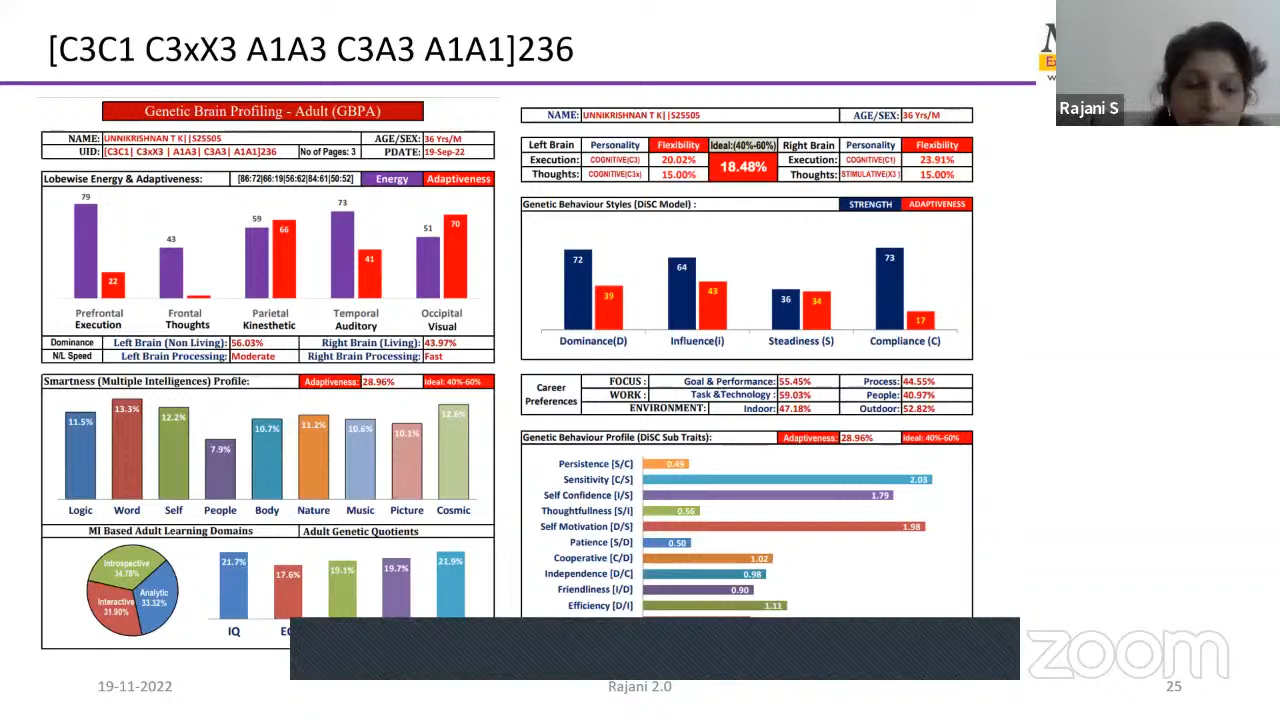 [C3C1 C3xX3 A1A3 C3A3 A1A1]236
Rajani S
Genetic Brain Profiling - Adult (GBPA)
NAME: UNNIKRISHNAN T K||S25505 AGE/SEX: 36 Yrs/M
UID: [C3C1| C3xX3 | A1A3| C3A3| A1A1]236 No of Pages: 3 PDATE: 19-Sep-22
Lobewise Energy & Adaptiveness: [86:72|66:19|56:62|84:61|50:52] Energy Adaptiveness
79 22 43 59 66 73 41 51 70
Prefrontal Frontal Parietal Temporal Occipital
Execution Thoughts Kinesthetic Auditory Visual
Dominance Left Brain (Non Living): 56.03% Right Brain (Living): 43.97%
N/L Speed Left Brain Processing: Moderate Right Brain Processing: Fast
Smartness (Multiple Intelligences) Profile: Adaptiveness: 28.96% Ideal: 40%-60%
11.5% 13.3% 12.2% 7.9% 10.7% 11.2% 10.6% 10.1% 12.6%
Logic Word Self People Body Nature Music Picture Cosmic
MI Based Adult Learning Domains Adult Genetic Quotients
Introspective 34.78%
Analytic 33.32%
Interactive 31.90%
21.7% 17.6% 19.1% 19.7% 21.9%
IQ
NAME: UNNIKRISHNAN T K||S25505 AGE/SEX: 36 Yrs/M
Left Brain Personality Flexibility Ideal:(40%-60%) Right Brain Personality Flexibility
Execution: COGNITIVE(C3) 20.02% 18.48% Execution: COGNITIVE(C1) 23.91%
Thoughts: COGNITIVE(C3x) 15.00% Thoughts: STIMULATIVE(X3 ) 15.00%
Genetic Behaviour Styles (DiSC Model) : STRENGTH ADAPTIVENESS
72 39 64 43 36 34 73 17
Dominance(D) Influence(i) Steadiness (S) Compliance (C)
Career Preferences
FOCUS : Goal & Performance: 55.45% Process: 44.55%
WORK : Task &Technology : 59.03% People: 40.97%
ENVIRONMENT: Indoor: 47.18% Outdoor: 52.82%
Genetic Behaviour Profile (DiSC Sub Traits): Adaptiveness: 28.96% Ideal: 40%-60%
Persistence [S/C] 0.49
Sensitivity [C/S] 2.03
Self Confidence [I/S] 1.79
Thoughtfullness [S/I] 0.56
Self Motivation [D/S] 1.98
Patience [S/D] 0.50
Cooperative [C/D] 1.02
Independence [D/C] 0.98
Friendliness [I/D] 0.90
Efficiency [D/I] 1.11
zoom
19-11-2022 Rajani 2.0 25